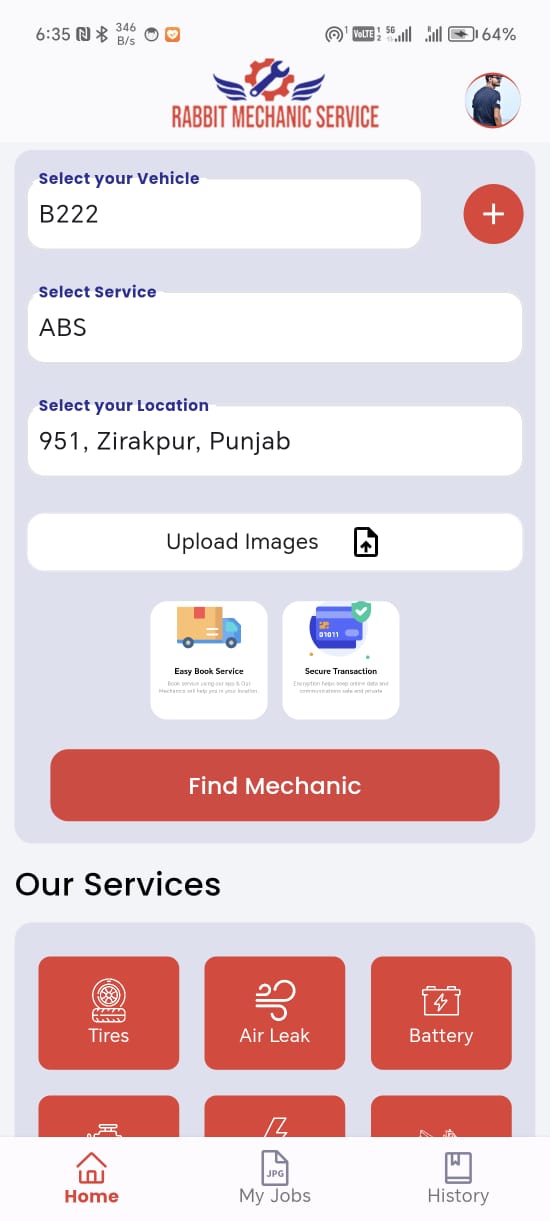 6:35
346
B/s
VoLTE
5G
R
64%
RABBIT MECHANIC SERVICE
Select your Vehicle
B222
Select Service
ABS
Select your Location
951, Zirakpur, Punjab
Upload Images
01011
Easy Book Service
Book service using our app & Our
Mechanics will help you in your location.
Secure Transaction
Encryption helps keep online data and
communications safe and private
Find Mechanic
Our Services
Tires
Air Leak
Battery
JPG
Home
My Jobs
History